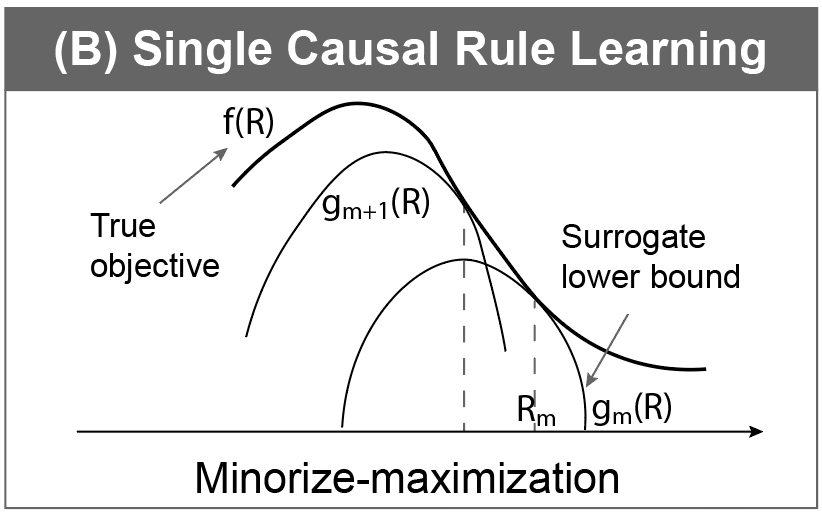 (B) Single Causal Rule Learning
f(R)
True
objective
gm+1(R)
Surrogate
lower bound
Rm
gm(R)
Minorize-maximization